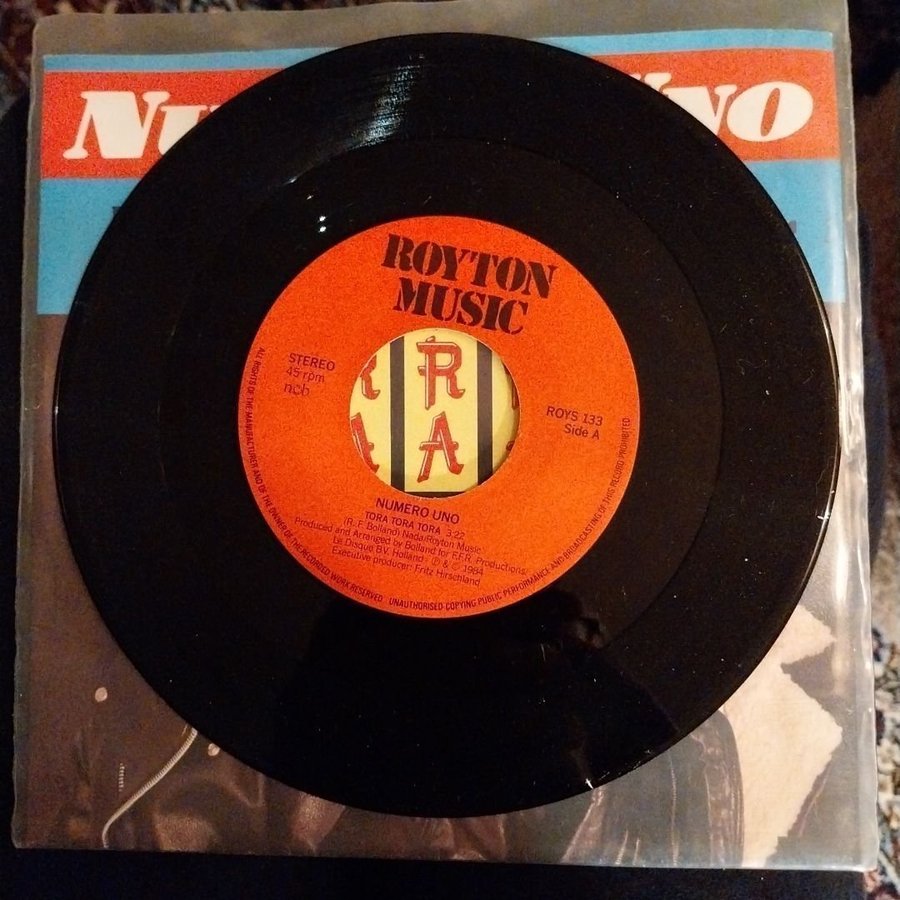 NU
UNO
ROYTON
MUSIC
STEREO
45 rpm
ncb
R
A
ROYS 133
Side A
NUMERO UNO
TORA TORA TORA 3:22
(R. F. Bolland) Nada/Royton Music
Produced and Arranged by Bolland for F.F.R. Productions
Le Disque B.V. Holland ℗ & © 1984
Executive producer: Fritz Hirschland
ALL RIGHTS OF THE MANUFACTURER AND OF THE OWNER OF THE RECORDED WORK RESERVED UNAUTHORISED COPYING PUBLIC PERFORMANCE AND BROADCASTING OF THIS RECORD PROHIBITED